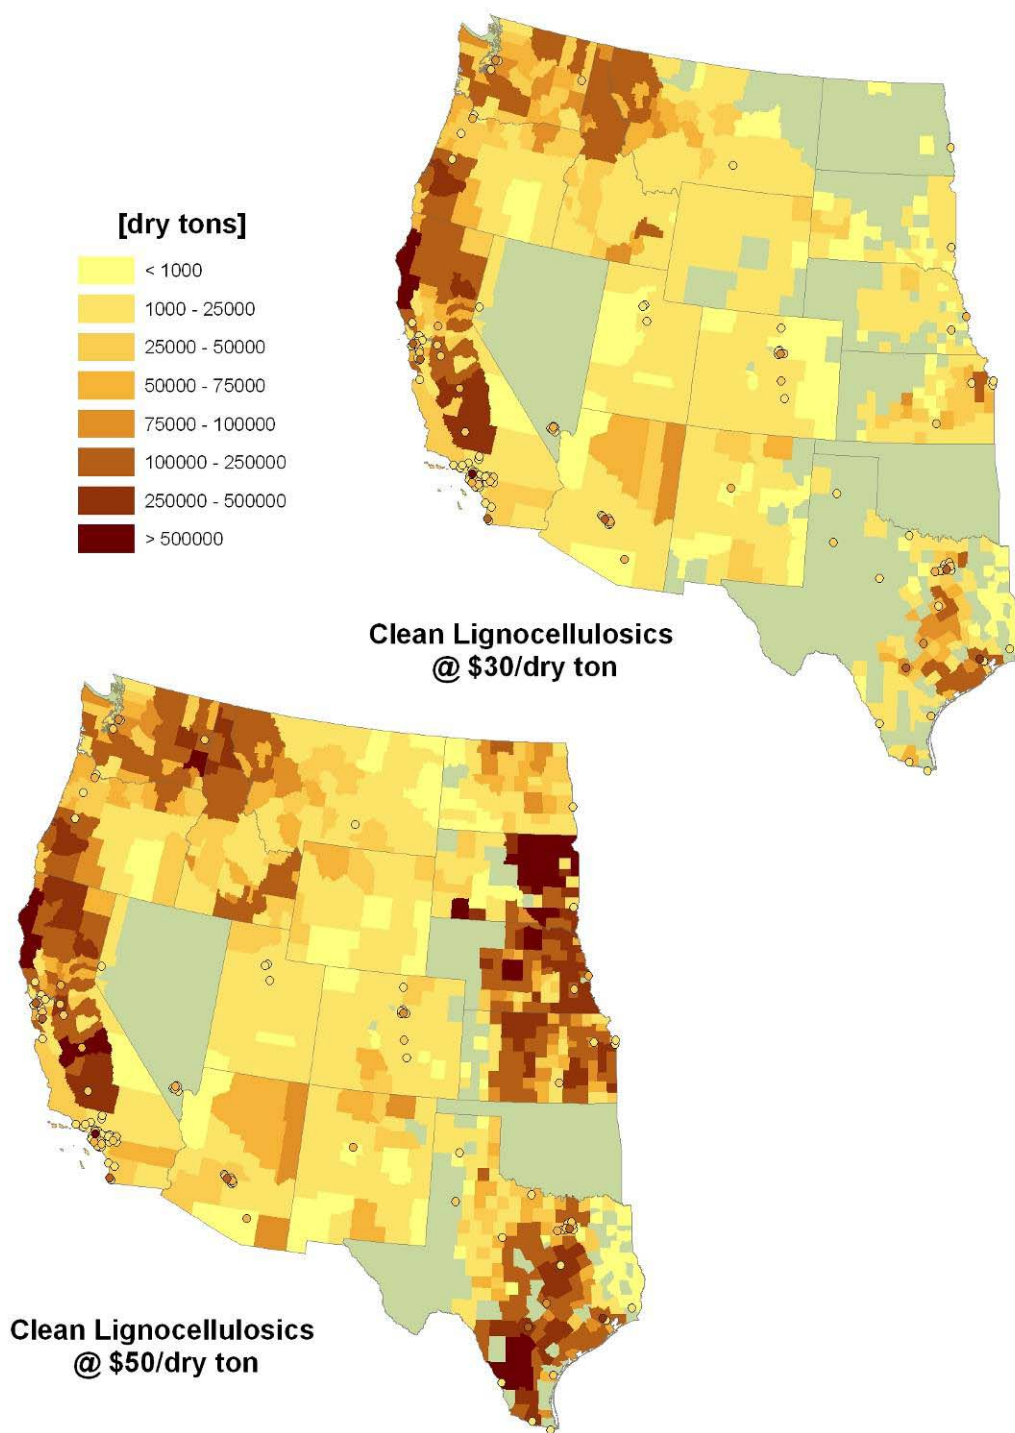 [dry tons]
< 1000
1000 - 25000
25000 - 50000
50000 - 75000
75000 - 100000
100000 - 250000
250000 - 500000
> 500000
Clean Lignocellulosics
@ $30/dry ton
Clean Lignocellulosics
@ $50/dry ton